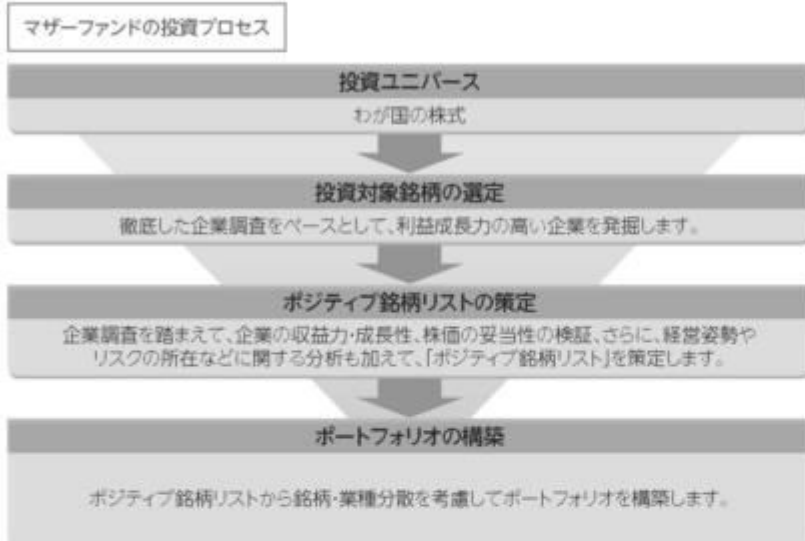 マザーファンドの投資プロセス
投資ユニバース
わが国の株式
投資対象銘柄の選定
徹底した企業調査をベースとして、利益成長力の高い企業を発掘します。
ポジティブ銘柄リストの策定
企業調査を踏まえて、企業の収益力・成長性、株価の妥当性の検証、さらに、経営姿勢や
リスクの所在などに関する分析も加えて、「ポジティブ銘柄リスト」を策定します。
ポートフォリオの構築
ポジティブ銘柄リストから銘柄・業種分散を考慮してポートフォリオを構築します。